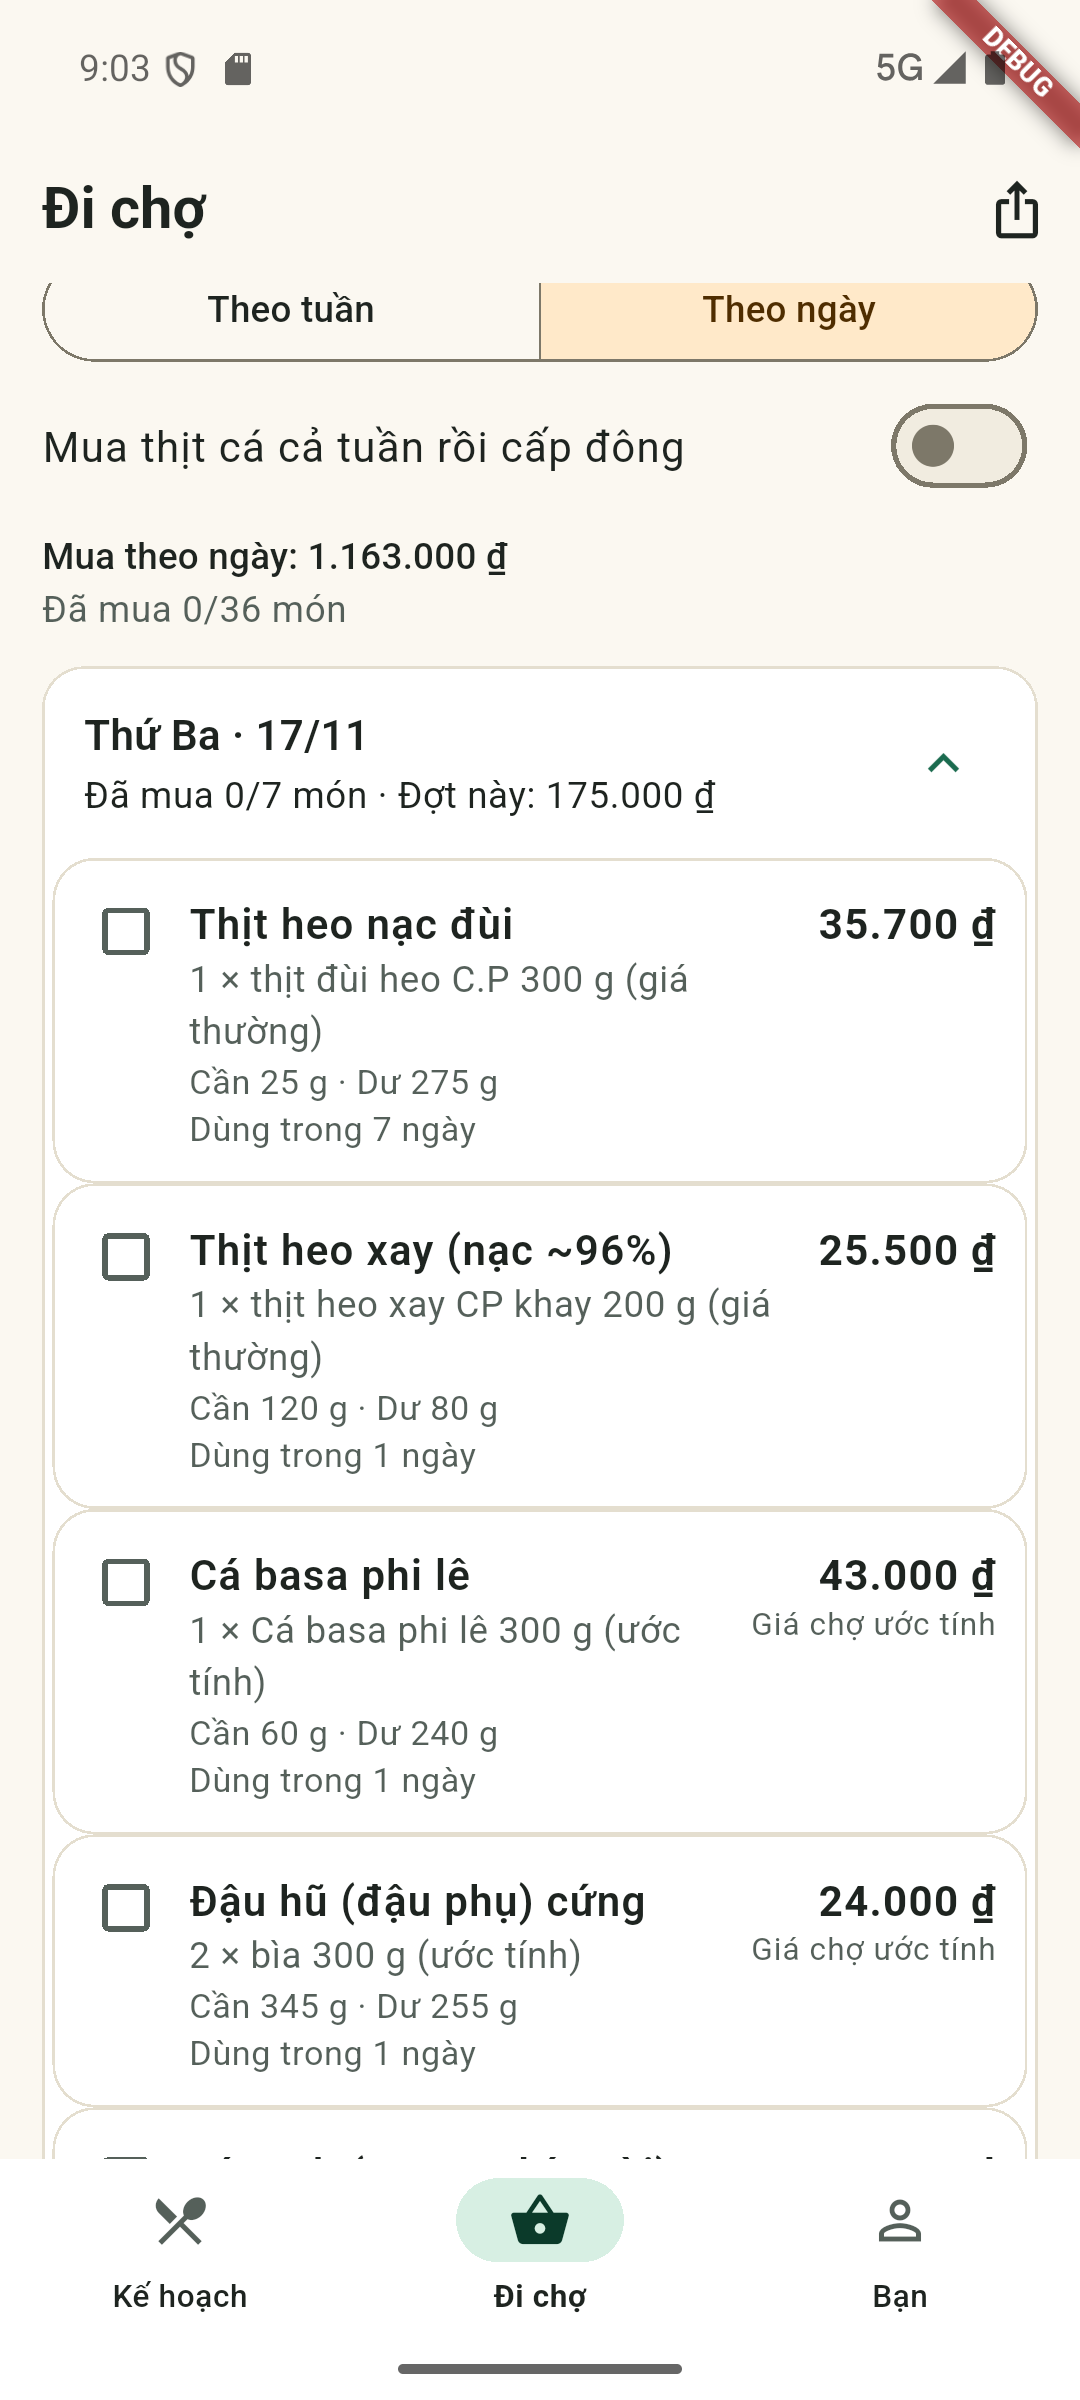 9:03
5G
DEBUG
Đi chợ
Theo tuần
Theo ngày
Mua thịt cá cả tuần rồi cấp đông
Mua theo ngày: 1.163.000 ₫
Đã mua 0/36 món
Thứ Ba · 17/11
Đã mua 0/7 món · Đợt này: 175.000 ₫
Thịt heo nạc đùi
35.700 ₫
1 × thịt đùi heo C.P 300 g (giá
thường)
Cần 25 g · Dư 275 g
Dùng trong 7 ngày
Thịt heo xay (nạc ~96%)
25.500 ₫
1 × thịt heo xay CP khay 200 g (giá
thường)
Cần 120 g · Dư 80 g
Dùng trong 1 ngày
Cá basa phi lê
43.000 ₫
1 × Cá basa phi lê 300 g (ước
tính)
Giá chợ ước tính
Cần 60 g · Dư 240 g
Dùng trong 1 ngày
Đậu hũ (đậu phụ) cứng
24.000 ₫
2 × bìa 300 g (ước tính)
Giá chợ ước tính
Cần 345 g · Dư 255 g
Dùng trong 1 ngày
Kế hoạch
Đi chợ
Bạn